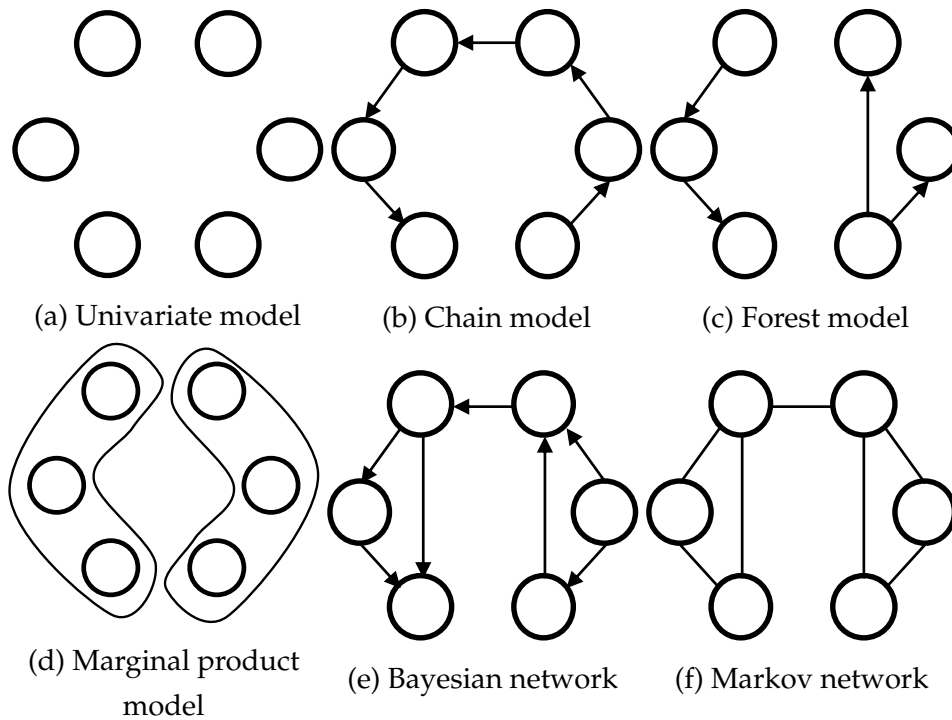 (a) Univariate model
(b) Chain model
(c) Forest model
(d) Marginal product
model
(e) Bayesian network
(f) Markov network